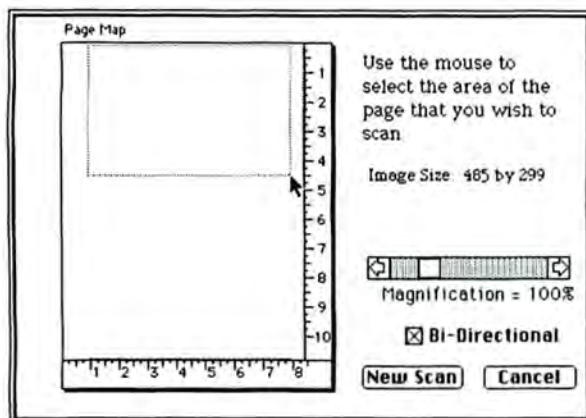 Page Map
Use the mouse to
select the area of the
page that you wish to
scan
Image Size: 485 by 299
1
2
3
4
5
6
7
8
9
10
1 2 3 4 5 6 7 8
Magnification = 100%
Bi-Directional
New Scan Cancel